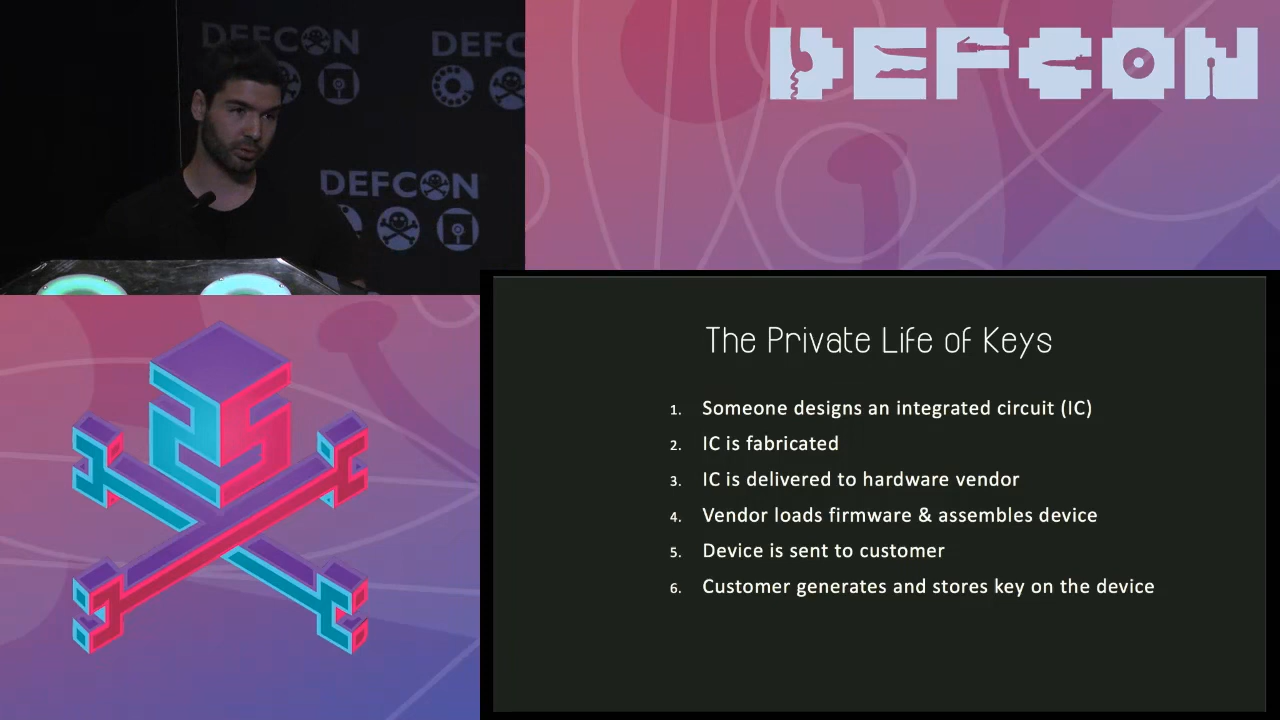 DEFCON
DEFC
DEFCON
DEFCON
The Private Life of Keys
1. Someone designs an integrated circuit (IC)
2. IC is fabricated
3. IC is delivered to hardware vendor
4. Vendor loads firmware & assembles device
5. Device is sent to customer
6. Customer generates and stores key on the device